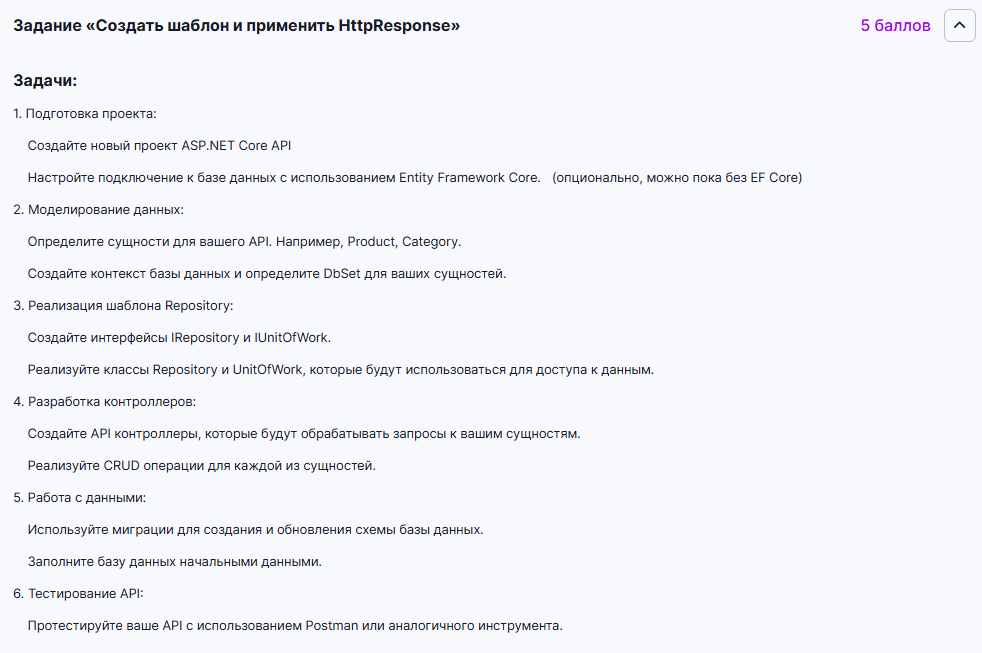 Задание «Создать шаблон и применить HttpResponse»
5 баллов
Задачи:
1. Подготовка проекта:
Создайте новый проект ASP.NET Core API
Настройте подключение к базе данных с использованием Entity Framework Core. (опционально, можно пока без EF Core)
2. Моделирование данных:
Определите сущности для вашего API. Например, Product, Category.
Создайте контекст базы данных и определите DbSet для ваших сущностей.
3. Реализация шаблона Repository:
Создайте интерфейсы IRepository и IUnitOfWork.
Реализуйте классы Repository и UnitOfWork, которые будут использоваться для доступа к данным.
4. Разработка контроллеров:
Создайте API контроллеры, которые будут обрабатывать запросы к вашим сущностям.
Реализуйте CRUD операции для каждой из сущностей.
5. Работа с данными:
Используйте миграции для создания и обновления схемы базы данных.
Заполните базу данных начальными данными.
6. Тестирование API:
Протестируйте ваше API с использованием Postman или аналогичного инструмента.